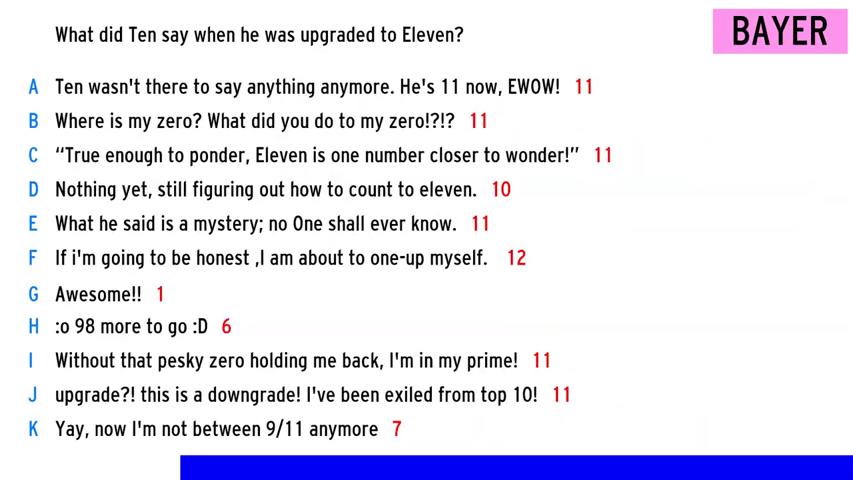 What did Ten say when he was upgraded to Eleven?
BAYER
A Ten wasn't there to say anything anymore. He's 11 now, EWOW! 11
B Where is my zero? What did you do to my zero!?!? 11
C “True enough to ponder, Eleven is one number closer to wonder!” 11
D Nothing yet, still figuring out how to count to eleven. 10
E What he said is a mystery; no One shall ever know. 11
F If i'm going to be honest ,I am about to one-up myself. 12
G Awesome!! 1
H :o 98 more to go :D 6
I Without that pesky zero holding me back, I'm in my prime! 11
J upgrade?! this is a downgrade! I've been exiled from top 10! 11
K Yay, now I'm not between 9/11 anymore 7